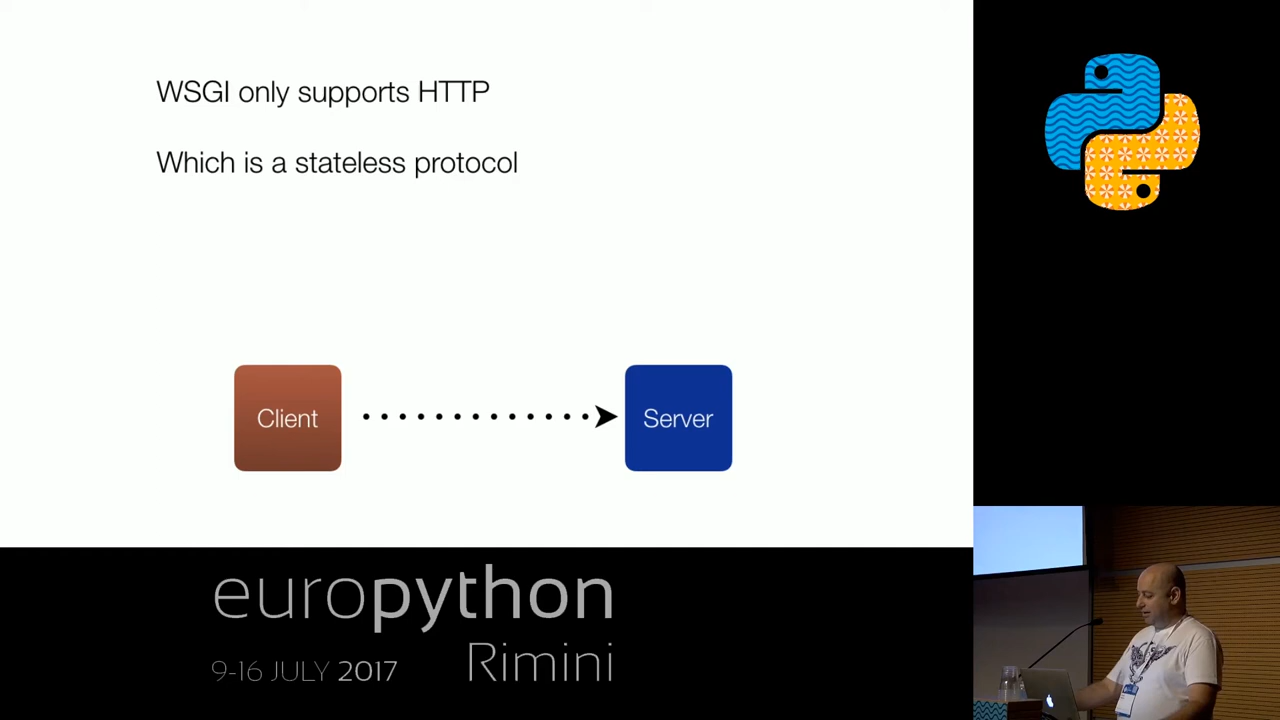 WSGI only supports HTTP
Which is a stateless protocol
Client
Server
europython
9-16 JULY 2017
Rimini